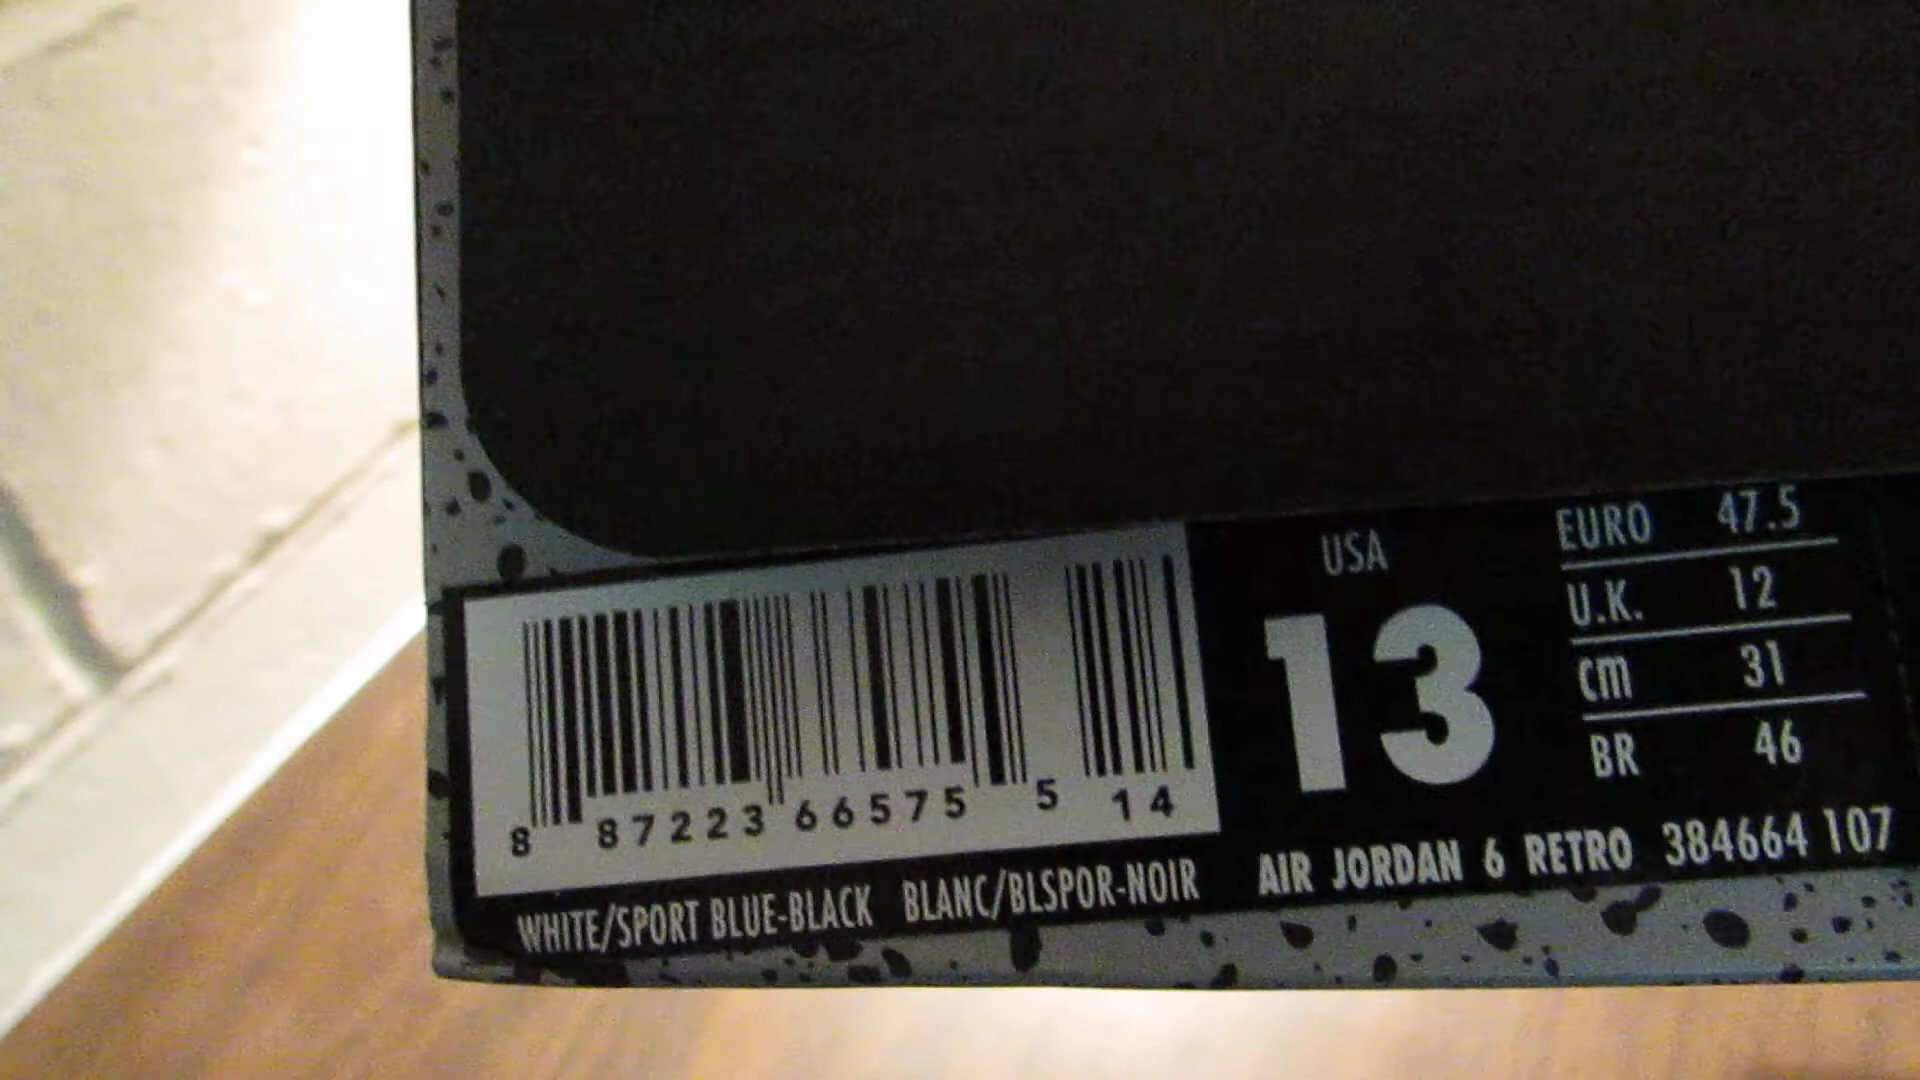 USA
13
EURO 47.5
U.K. 12
cm 31
BR 46
8 87223 66575 5 14
WHITE/SPORT BLUE-BLACK BLANC/BLSPOR-NOIR
AIR JORDAN 6 RETRO 384664 107